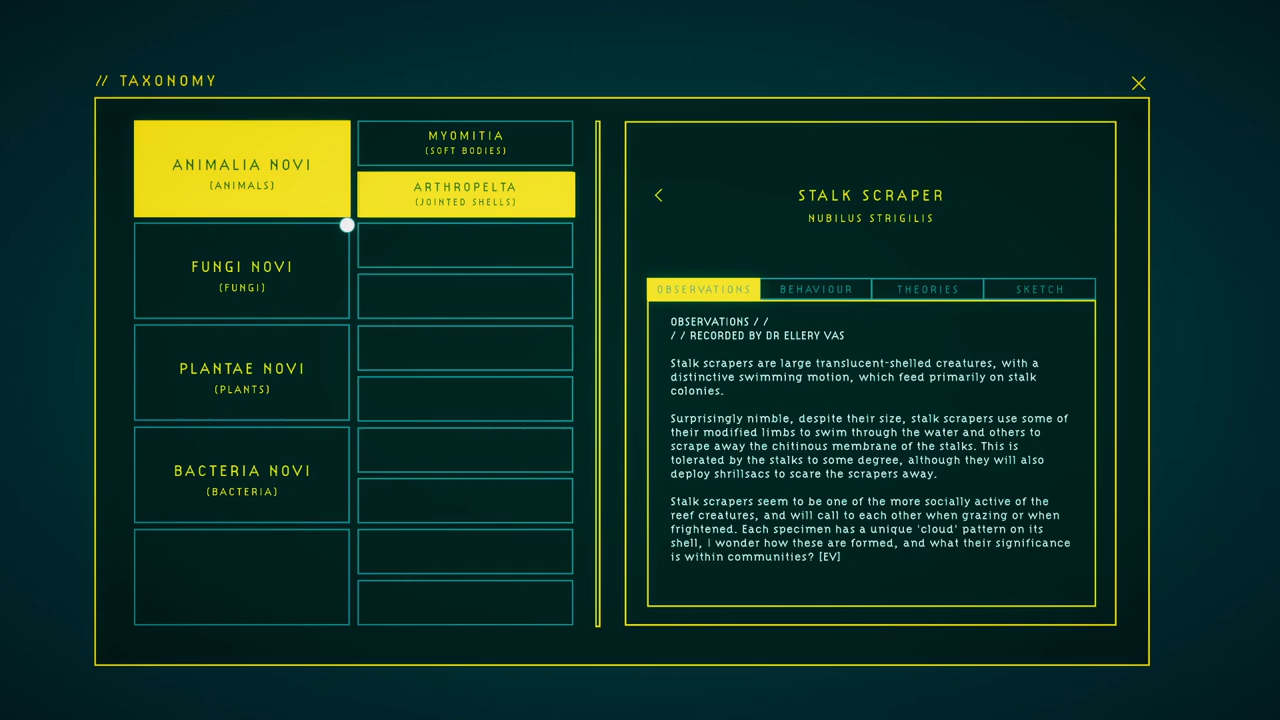 // TAXONOMY
ANIMALIA NOVI
(ANIMALS)
FUNGI NOVI
(FUNGI)
PLANTAE NOVI
(PLANTS)
BACTERIA NOVI
(BACTERIA)
MYOMITIA
(SOFT BODIES)
ARTHROPELTA
(JOINTED SHELLS)
STALK SCRAPER
NUBILUS STRIGILIS
OBSERVATIONS
BEHAVIOUR
THEORIES
SKETCH
OBSERVATIONS / /
/ / RECORDED BY DR ELLERY VAS
Stalk scrapers are large translucent-shelled creatures, with a
distinctive swimming motion, which feed primarily on stalk
colonies.
Surprisingly nimble, despite their size, stalk scrapers use some of
their modified limbs to swim through the water and others to
scrape away the chitinous membrane of the stalks. This is
tolerated by the stalks to some degree, although they will also
deploy shrillsacs to scare the scrapers away.
Stalk scrapers seem to be one of the more socially active of the
reef creatures, and will call to each other when grazing or when
frightened. Each specimen has a unique 'cloud' pattern on its
shell, I wonder how these are formed, and what their significance
is within communities? [EV]